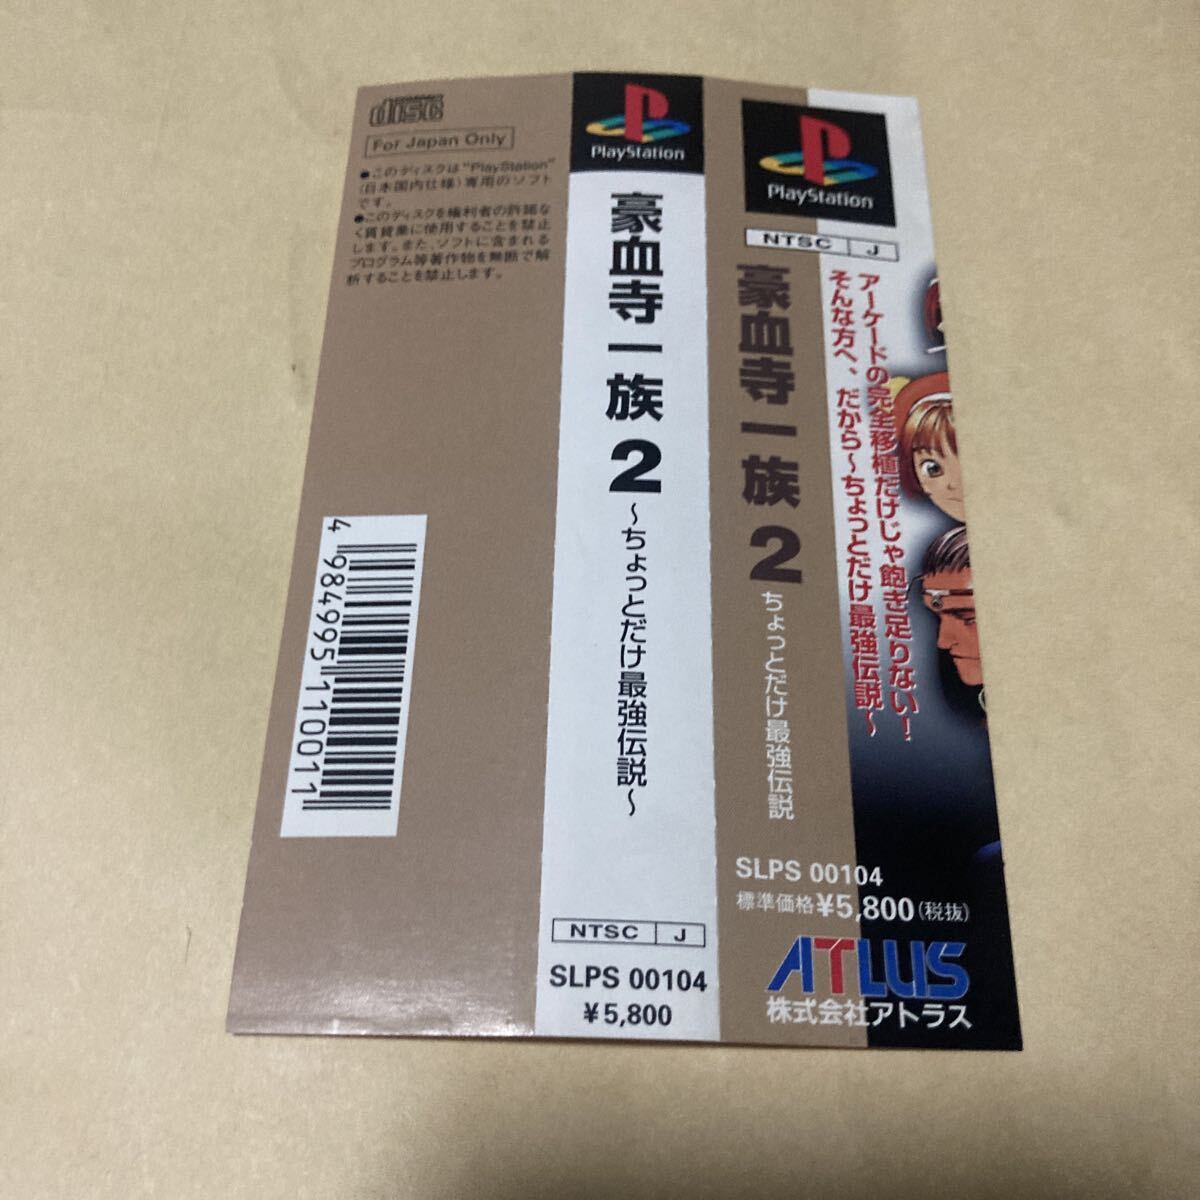 disc
For Japan Only
●このディスクは“PlayStation”
(日本国内仕様)専用のソフト
です。
●このディスクを権利者の許諾な
く賃貸業に使用することを禁止
します。また、ソフトに含まれる
プログラム等著作物を無断で解
析することを禁止します。
4 984995 110011
PlayStation
豪血寺一族2
～ちょっとだけ最強伝説～
NTSC J
SLPS 00104
¥5,800
PlayStation
NTSC J
アーケードの完全移植だけじゃ飽き足りない!
そんな方へ、だから～ちょっとだけ最強伝説～
豪血寺一族2
ちょっとだけ最強伝説
SLPS 00104
標準価格¥5,800(税抜)
ATLUS
株式会社アトラス